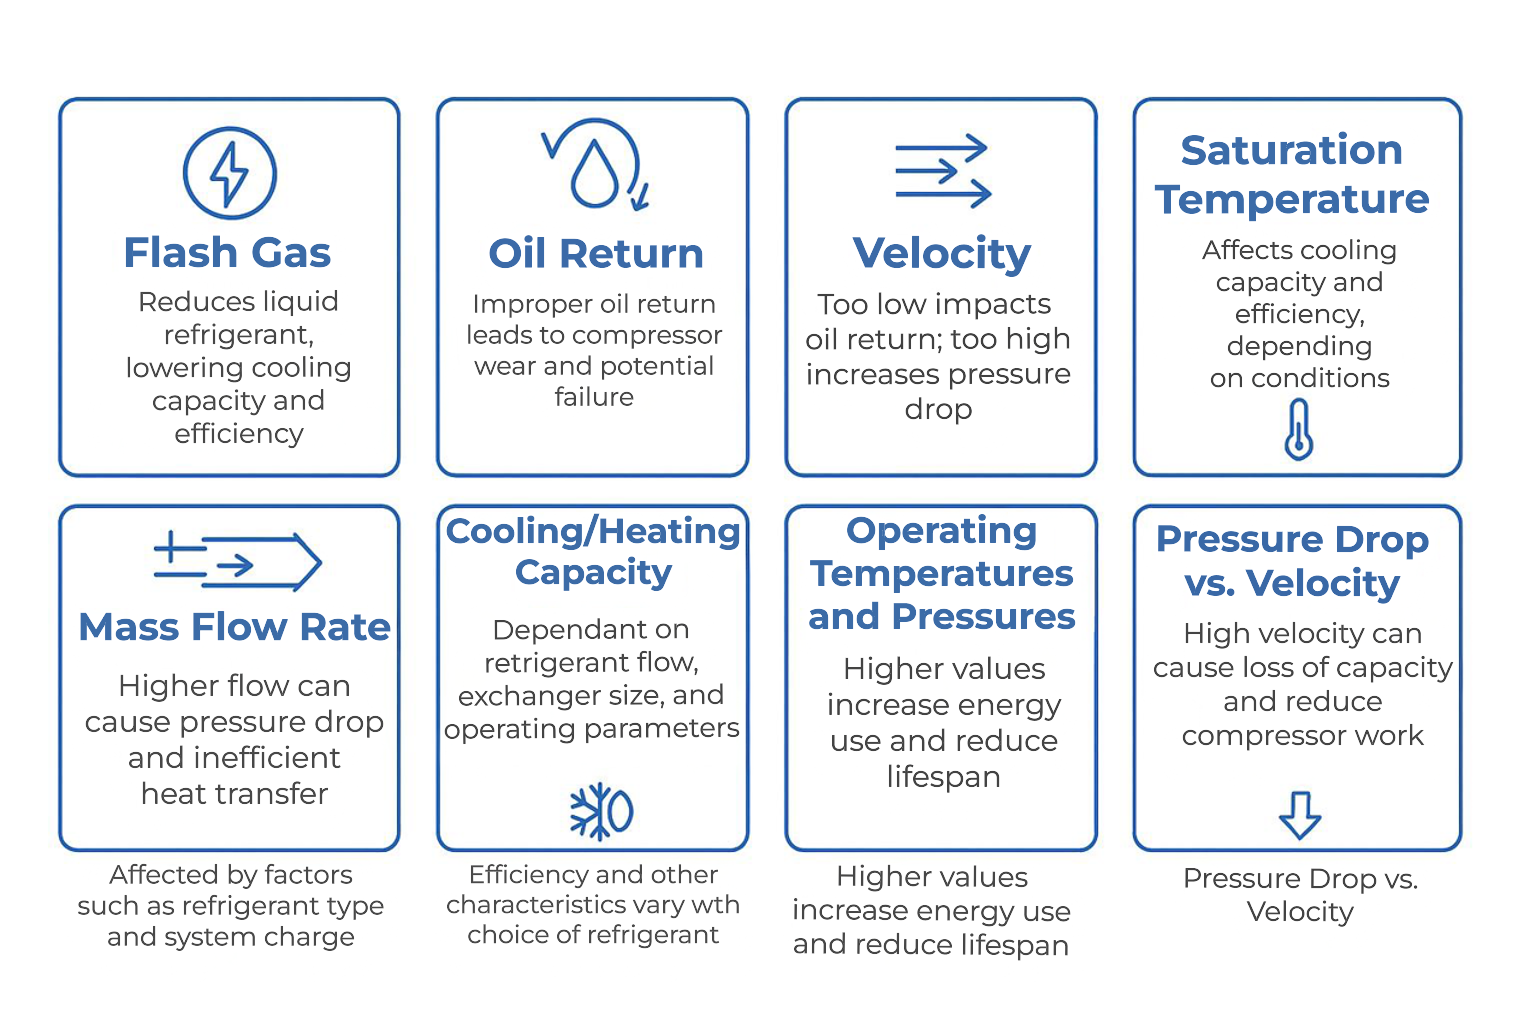 Flash Gas
Reduces liquid
refrigerant,
lowering cooling
capacity and
efficiency
Oil Return
Improper oil return
leads to compressor
wear and potential
failure
Velocity
Too low impacts
oil return; too high
increases pressure
drop
Saturation
Temperature
Affects cooling
capacity and
efficiency,
depending
on conditions
Mass Flow Rate
Higher flow can
cause pressure drop
and inefficient
heat transfer
Affected by factors
such as refrigerant type
and system charge
Cooling/Heating
Capacity
Dependant on
retrigerant flow,
exchanger size, and
operating parameters
Efficiency and other
characteristics vary wth
choice of refrigerant
Operating
Temperatures
and Pressures
Higher values
increase energy
use and reduce
lifespan
Higher values
increase energy use
and reduce lifespan
Pressure Drop
vs. Velocity
High velocity can
cause loss of capacity
and reduce
compressor work
Pressure Drop vs.
Velocity